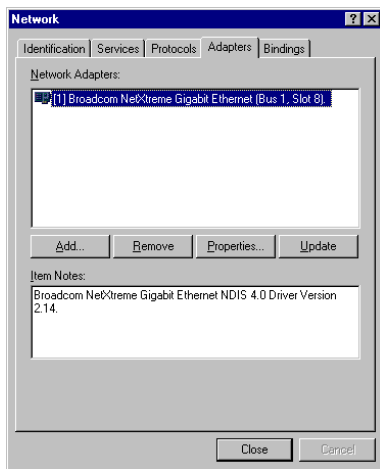 Network
Identification Services Protocols Adapters Bindings
Network Adapters:
[1] Broadcom NetXtreme Gigabit Ethernet (Bus 1, Slot 8).
Add... Remove Properties... Update
Item Notes:
Broadcom NetXtreme Gigabit Ethernet NDIS 4.0 Driver Version
2.14.
Close Cancel